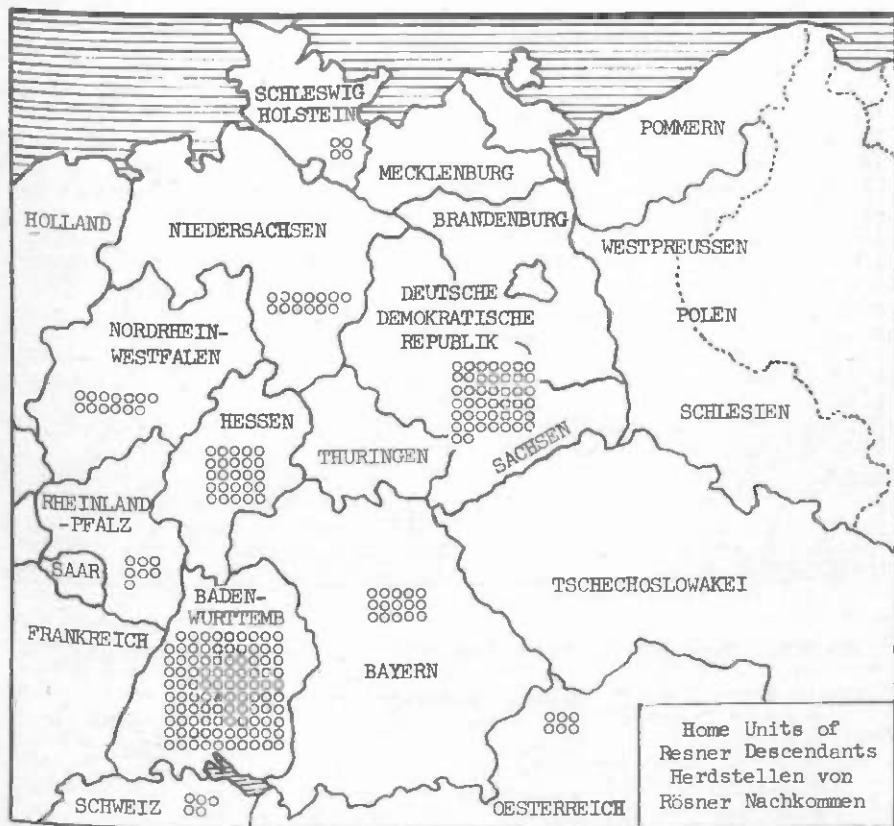 SCHLESWIG
HOLSTEIN
POMMERN
MECKLENBURG
HOLLAND
NIEDERSACHSEN
BRANDENBURG
WESTPREUSSEN
DEUTSCHE
DEMOKRATISCHE
REPUBLIK
POLEN
NORDRHEIN-
WESTFALEN
HESSEN
SCHLESIEN
THURINGEN
SACHSEN
RHEINLAND
-PFALZ
SAAR
BADEN-
WURTTEMB
TSCHECHOSLOWAKEI
FRANKREICH
BAYERN
SCHWEIZ
OESTERREICH
Home Units of
Resner Descendants
Herdstellen von
Rösner Nachkommen